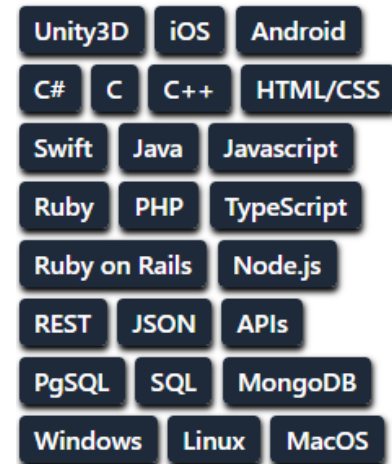 Unity3D iOS Android
C# C C++ HTML/CSS
Swift Java Javascript
Ruby PHP TypeScript
Ruby on Rails Node.js
REST JSON APIs
PgSQL SQL MongoDB
Windows Linux MacOS